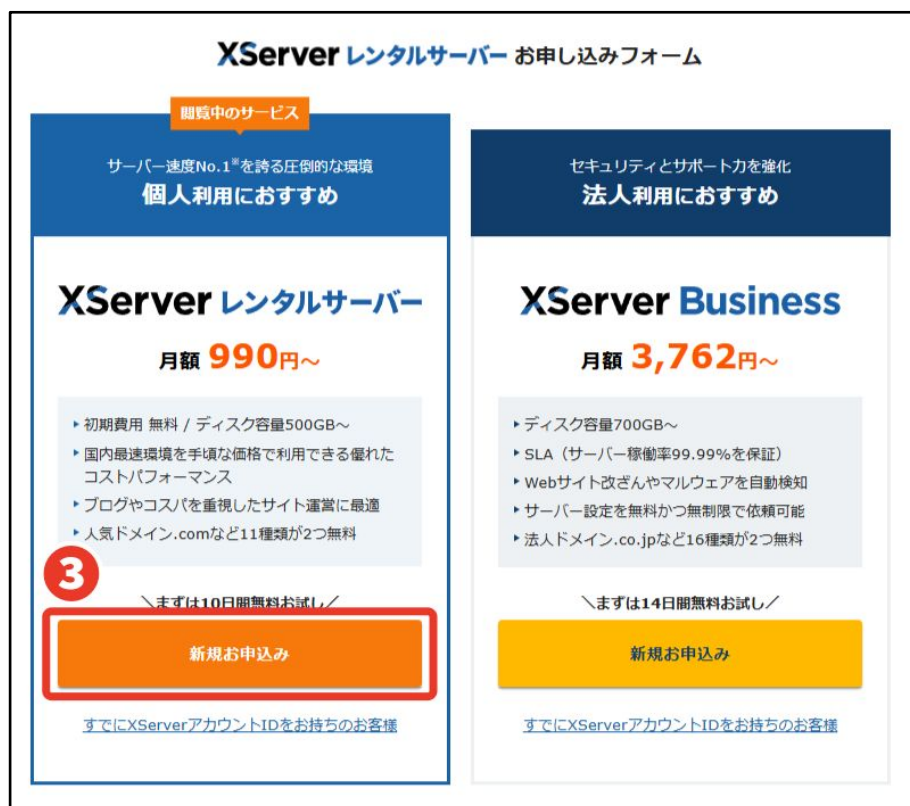 XServer レンタルサーバー お申し込みフォーム
閲覧中のサービス
サーバー速度No.1※を誇る圧倒的な環境
個人利用におすすめ
XServer レンタルサーバー
月額 990円～
初期費用 無料 / ディスク容量500GB～
国内最速環境を手頃な価格で利用できる優れた
コストパフォーマンス
ブログやコスパを重視したサイト運営に最適
人気ドメイン.comなど11種類が2つ無料
3
＼まずは10日間無料お試し／
新規お申込み
すでにXServerアカウントIDをお持ちのお客様
セキュリティとサポート力を強化
法人利用におすすめ
XServer Business
月額 3,762円～
ディスク容量700GB～
SLA（サーバー稼働率99.99%を保証）
Webサイト改ざんやマルウェアを自動検知
サーバー設定を無料かつ無制限で依頼可能
法人ドメイン.co.jpなど16種類が2つ無料
＼まずは14日間無料お試し／
新規お申込み
すでにXServerアカウントIDをお持ちのお客様